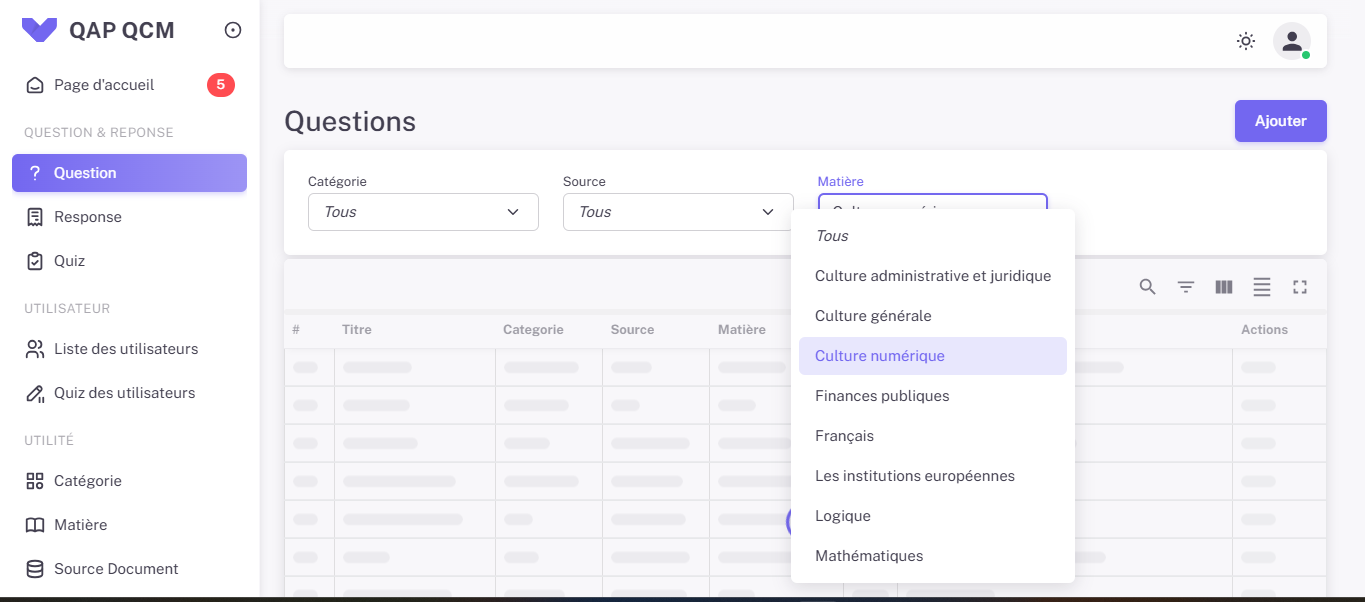 QAP QCM
Page d'accueil 5
QUESTION & REPONSE
? Question
Response
Quiz
UTILISATEUR
Liste des utilisateurs
Quiz des utilisateurs
UTILITÉ
Catégorie
Matière
Source Document
Questions
Ajouter
Catégorie Source Matière
Tous Tous Culture numérique
Tous
Culture administrative et juridique
Culture générale
Culture numérique
Finances publiques
Français
Les institutions européennes
Logique
Mathématiques
# Titre Categorie Source Matière Actions